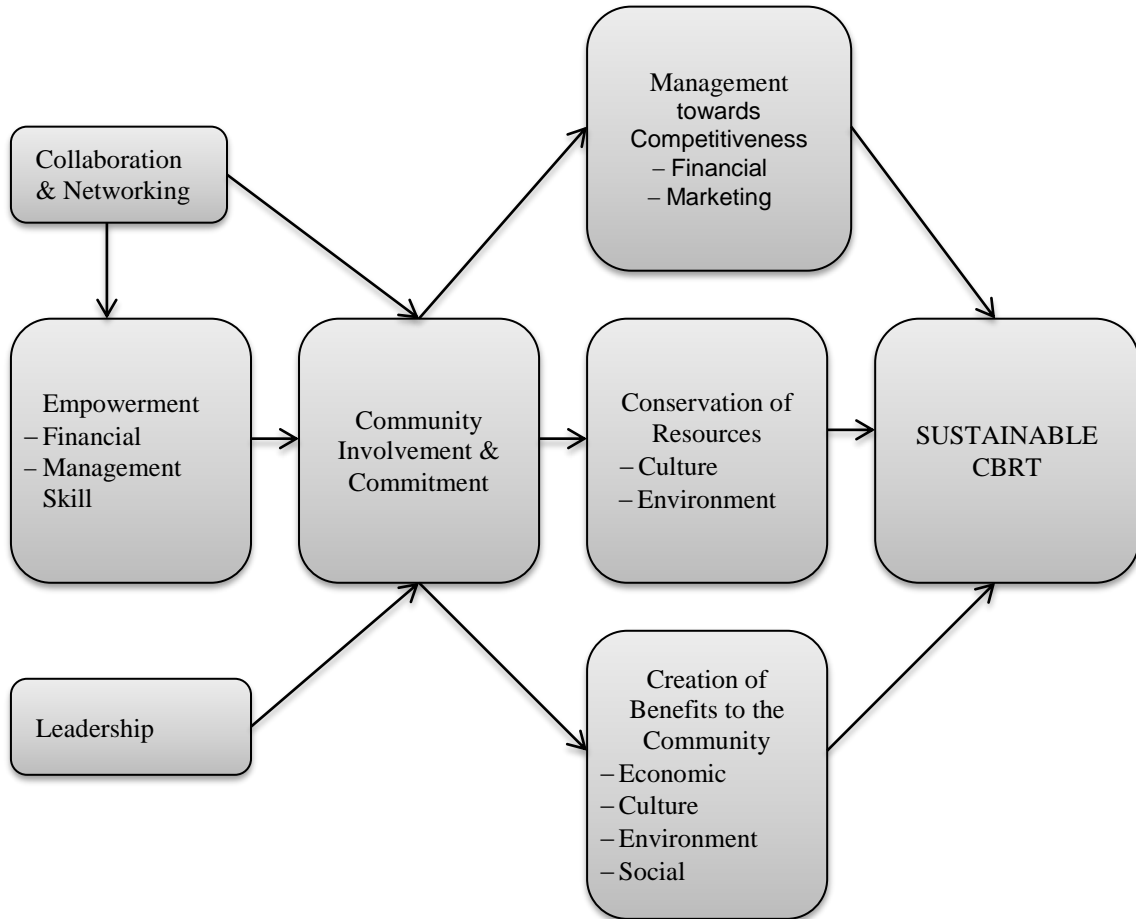 Collaboration
& Networking
Empowerment
– Financial
– Management
Skill
Leadership
Community
Involvement &
Commitment
Management
towards
Competitiveness
– Financial
– Marketing
Conservation of
Resources
– Culture
– Environment
Creation of
Benefits to the
Community
– Economic
– Culture
– Environment
– Social
SUSTAINABLE
CBRT